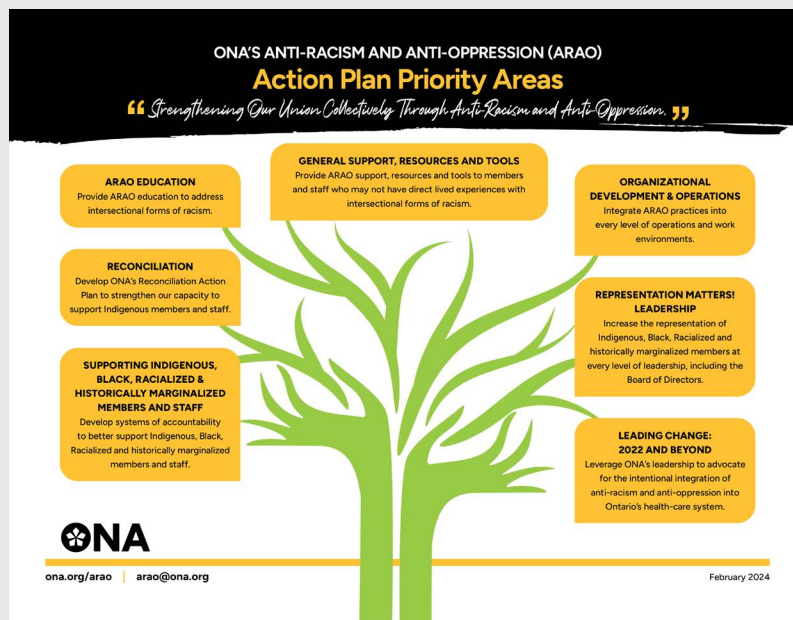 ONA'S ANTI-RACISM AND ANTI-OPPRESSION (ARAO)
Action Plan Priority Areas
“ Strengthening Our Union Collectively Through Anti-Racism and Anti-Oppression. ”
ARAO EDUCATION
Provide ARAO education to address
intersectional forms of racism.
RECONCILIATION
Develop ONA's Reconciliation Action
Plan to strengthen our capacity to
support Indigenous members and staff.
SUPPORTING INDIGENOUS,
BLACK, RACIALIZED &
HISTORICALLY MARGINALIZED
MEMBERS AND STAFF
Develop systems of accountability
to better support Indigenous, Black,
Racialized and historically marginalized
members and staff.
GENERAL SUPPORT, RESOURCES AND TOOLS
Provide ARAO support, resources and tools to members
and staff who may not have direct lived experiences with
intersectional forms of racism.
ORGANIZATIONAL
DEVELOPMENT & OPERATIONS
Integrate ARAO practices into
every level of operations and work
environments.
REPRESENTATION MATTERS!
LEADERSHIP
Increase the representation of
Indigenous, Black, Racialized and
historically marginalized members at
every level of leadership, including the
Board of Directors.
LEADING CHANGE:
2022 AND BEYOND
Leverage ONA's leadership to advocate
for the intentional integration of
anti-racism and anti-oppression into
Ontario's health-care system.
ONA
ona.org/arao | arao@ona.org
February 2024